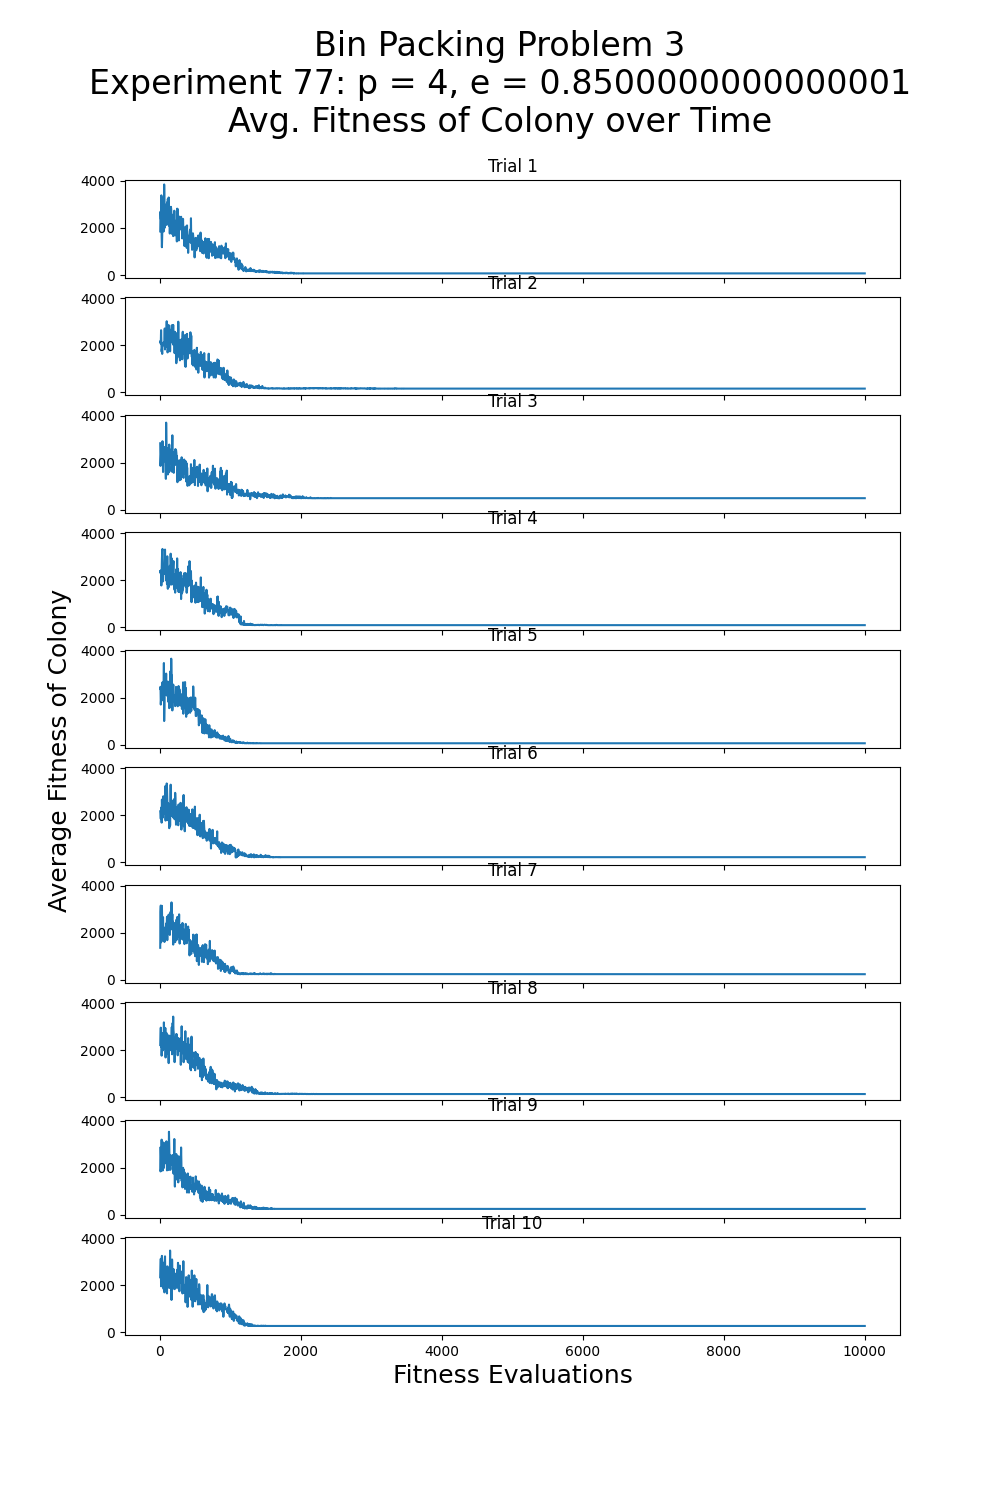 Bin Packing Problem 3
Experiment 77: p = 4, e = 0.8500000000000001
Avg. Fitness of Colony over Time
Trial 1
4000
2000
0
Trial 2
4000
2000
0
Trial 3
4000
2000
0
Trial 4
4000
2000
0
Trial 5
4000
2000
0
Trial 6
4000
2000
0
Trial 7
4000
2000
0
Trial 8
4000
2000
0
Trial 9
4000
2000
0
Trial 10
4000
2000
0
0 2000 4000 6000 8000 10000
Fitness Evaluations
Average Fitness of Colony